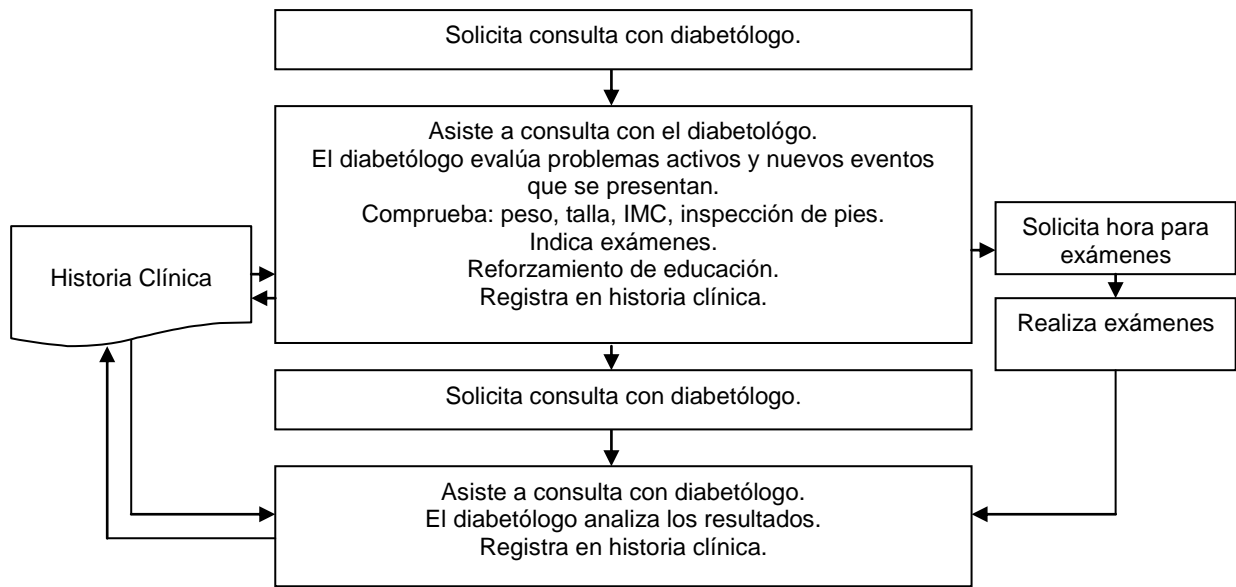 Solicita consulta con diabetólogo.
Asiste a consulta con el diabetológo.
El diabetólogo evalúa problemas activos y nuevos eventos
que se presentan.
Comprueba: peso, talla, IMC, inspección de pies.
Indica exámenes.
Reforzamiento de educación.
Registra en historia clínica.
Historia Clínica
Solicita hora para
exámenes
Realiza exámenes
Solicita consulta con diabetólogo.
Asiste a consulta con diabetólogo.
El diabetólogo analiza los resultados.
Registra en historia clínica.